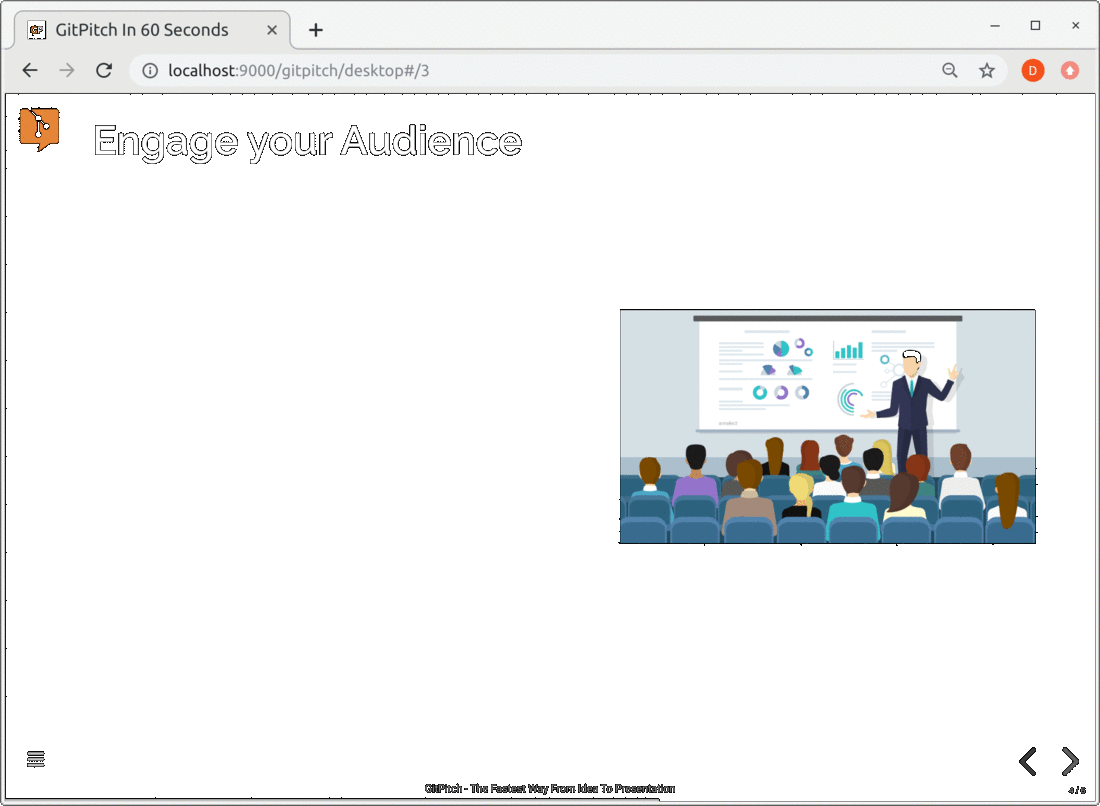 GitPitch In 60 Seconds
localhost:9000/gitpitch/desktop#/3
D
Engage your Audience
GitPitch - The Fastest Way From Idea To Presentation
4 / 6